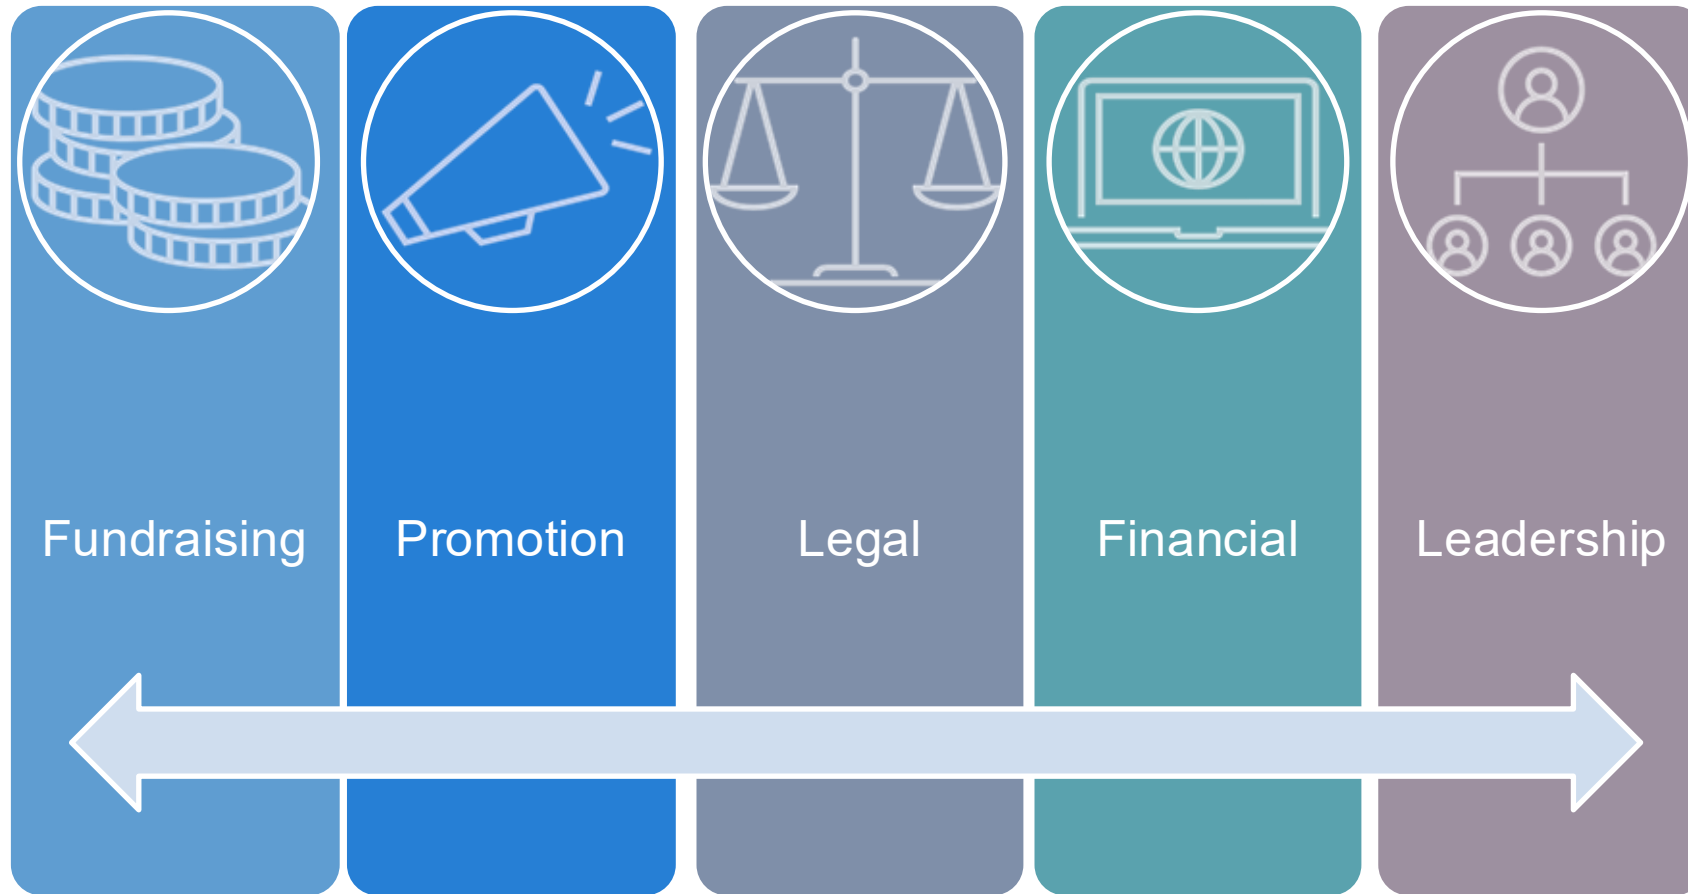 Fundraising
Promotion
Legal
Financial
Leadership